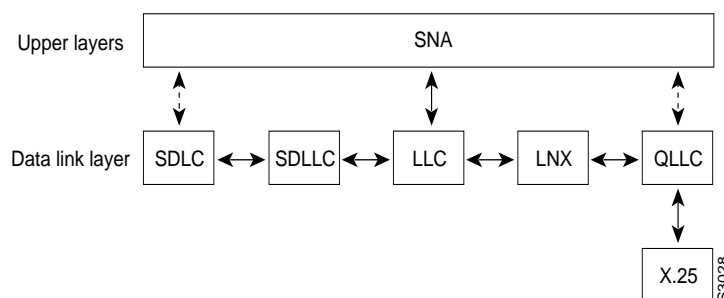 Upper layers
SNA
Data link layer
SDLC
SDLLC
LLC
LNX
QLLC
X.25